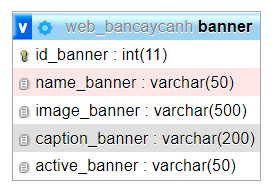 v web_bancaycanh banner
id_banner : int(11)
name_banner : varchar(50)
image_banner : varchar(500)
caption_banner : varchar(200)
active_banner : varchar(50)